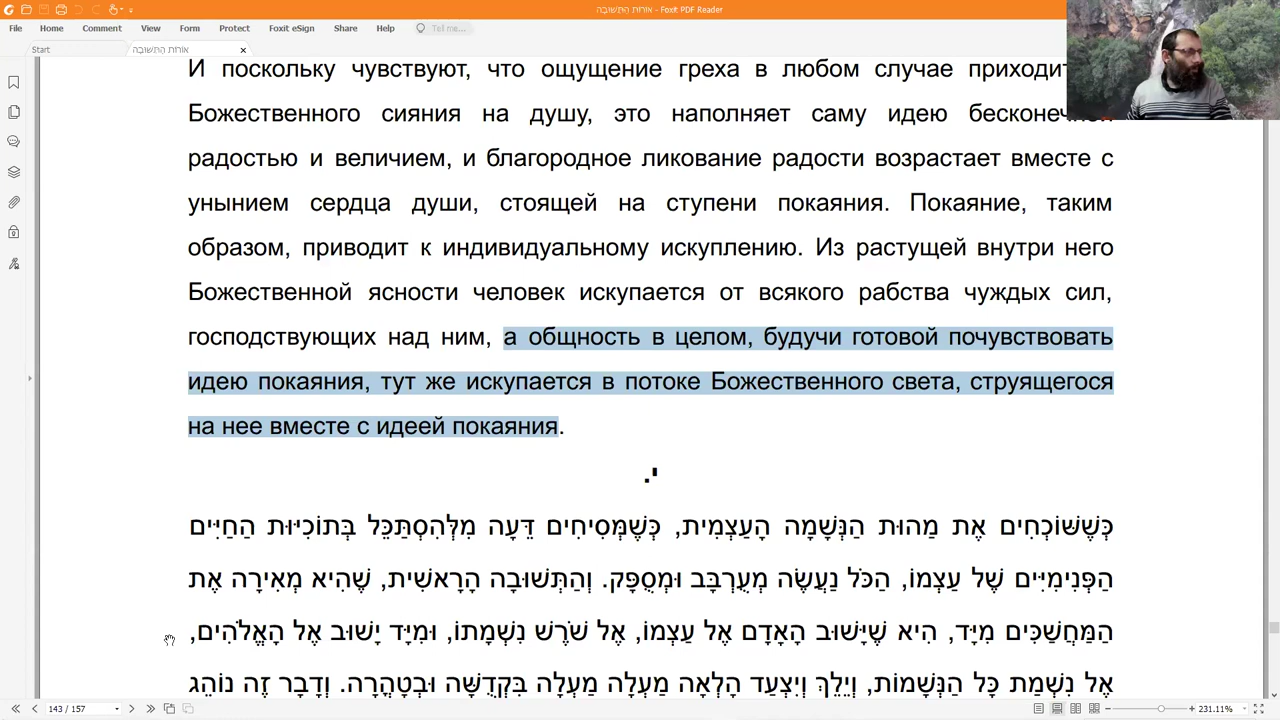 אורות התשובה - Foxit PDF Reader
File Home Comment View Form Protect Foxit eSign Share Help Tell me...
Start אורות התשובה
И поскольку чувствуют, что ощущение греха в любом случае приходит
Божественного сияния на душу, это наполняет саму идею бесконечной
радостью и величием, и благородное ликование радости возрастает вместе с
унынием сердца души, стоящей на ступени покаяния. Покаяние, таким
образом, приводит к индивидуальному искуплению. Из растущей внутри него
Божественной ясности человек искупается от всякого рабства чуждых сил,
господствующих над ним, а общность в целом, будучи готовой почувствовать
идею покаяния, тут же искупается в потоке Божественного света, струящегося
на нее вместе с идеей покаяния.
י.
כְּשֶׁשּׁוֹכְחִים אֶת מַהוּת הַנְּשָׁמָה הָעַצְמִית, כְּשֶׁמְּסִיחִים דֵּעָה מִלְּהִסְתַּכֵּל בְּתוֹכִיּוּת הַחַיִּים
הַפְּנִימִיִּים שֶׁל עַצְמוֹ, הַכֹּל נַעֲשֶׂה מְעֻרְבָּב וּמְסֻפָּק. וְהַתְּשׁוּבָה הָרָאשִׁית, שֶׁהִיא מְאִירָה אֶת
הַמַּחֲשַׁכִּים מִיָּד, הִיא שֶׁיָּשׁוּב הָאָדָם אֶל עַצְמוֹ, אֶל שֹׁרֶשׁ נִשְׁמָתוֹ, וּמִיָּד יָשׁוּב אֶל הָאֱלֹהִים,
אֶל נִשְׁמַת כָּל הַנְּשָׁמוֹת, וְיֵלֵךְ וְיִצְעַד הָלְאָה מַעְלָה מַעְלָה בִּקְדֻשָּׁה וּבְטָהֳרָה. וְדָבָר זֶה נוֹהֵג
143 / 157 231.11%